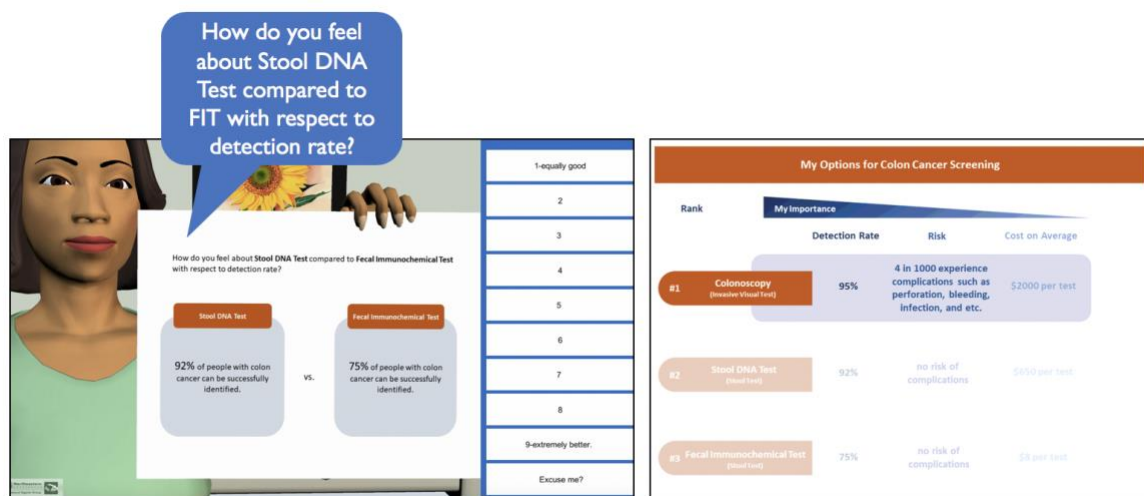 How do you feel
about Stool DNA
Test compared to
FIT with respect to
detection rate?
How do you feel about Stool DNA Test compared to Fecal Immunochemical Test
with respect to detection rate?
Stool DNA Test
92% of people with colon
cancer can be successfully
identified.
vs.
Fecal Immunochemical Test
75% of people with colon
cancer can be successfully
identified.
1-equally good
2
3
4
5
6
7
8
9-extremely better.
Excuse me?
My Options for Colon Cancer Screening
Rank
My Importance
Detection Rate
Risk
Cost on Average
#1
Colonoscopy
(Invasive Visual Test)
95%
4 in 1000 experience
complications such as
perforation, bleeding,
infection, and etc.
$2000 per test
#2
Stool DNA Test
(Stool Test)
92%
no risk of
complications
$650 per test
#3
Fecal Immunochemical Test
(Stool Test)
75%
no risk of
complications
per test